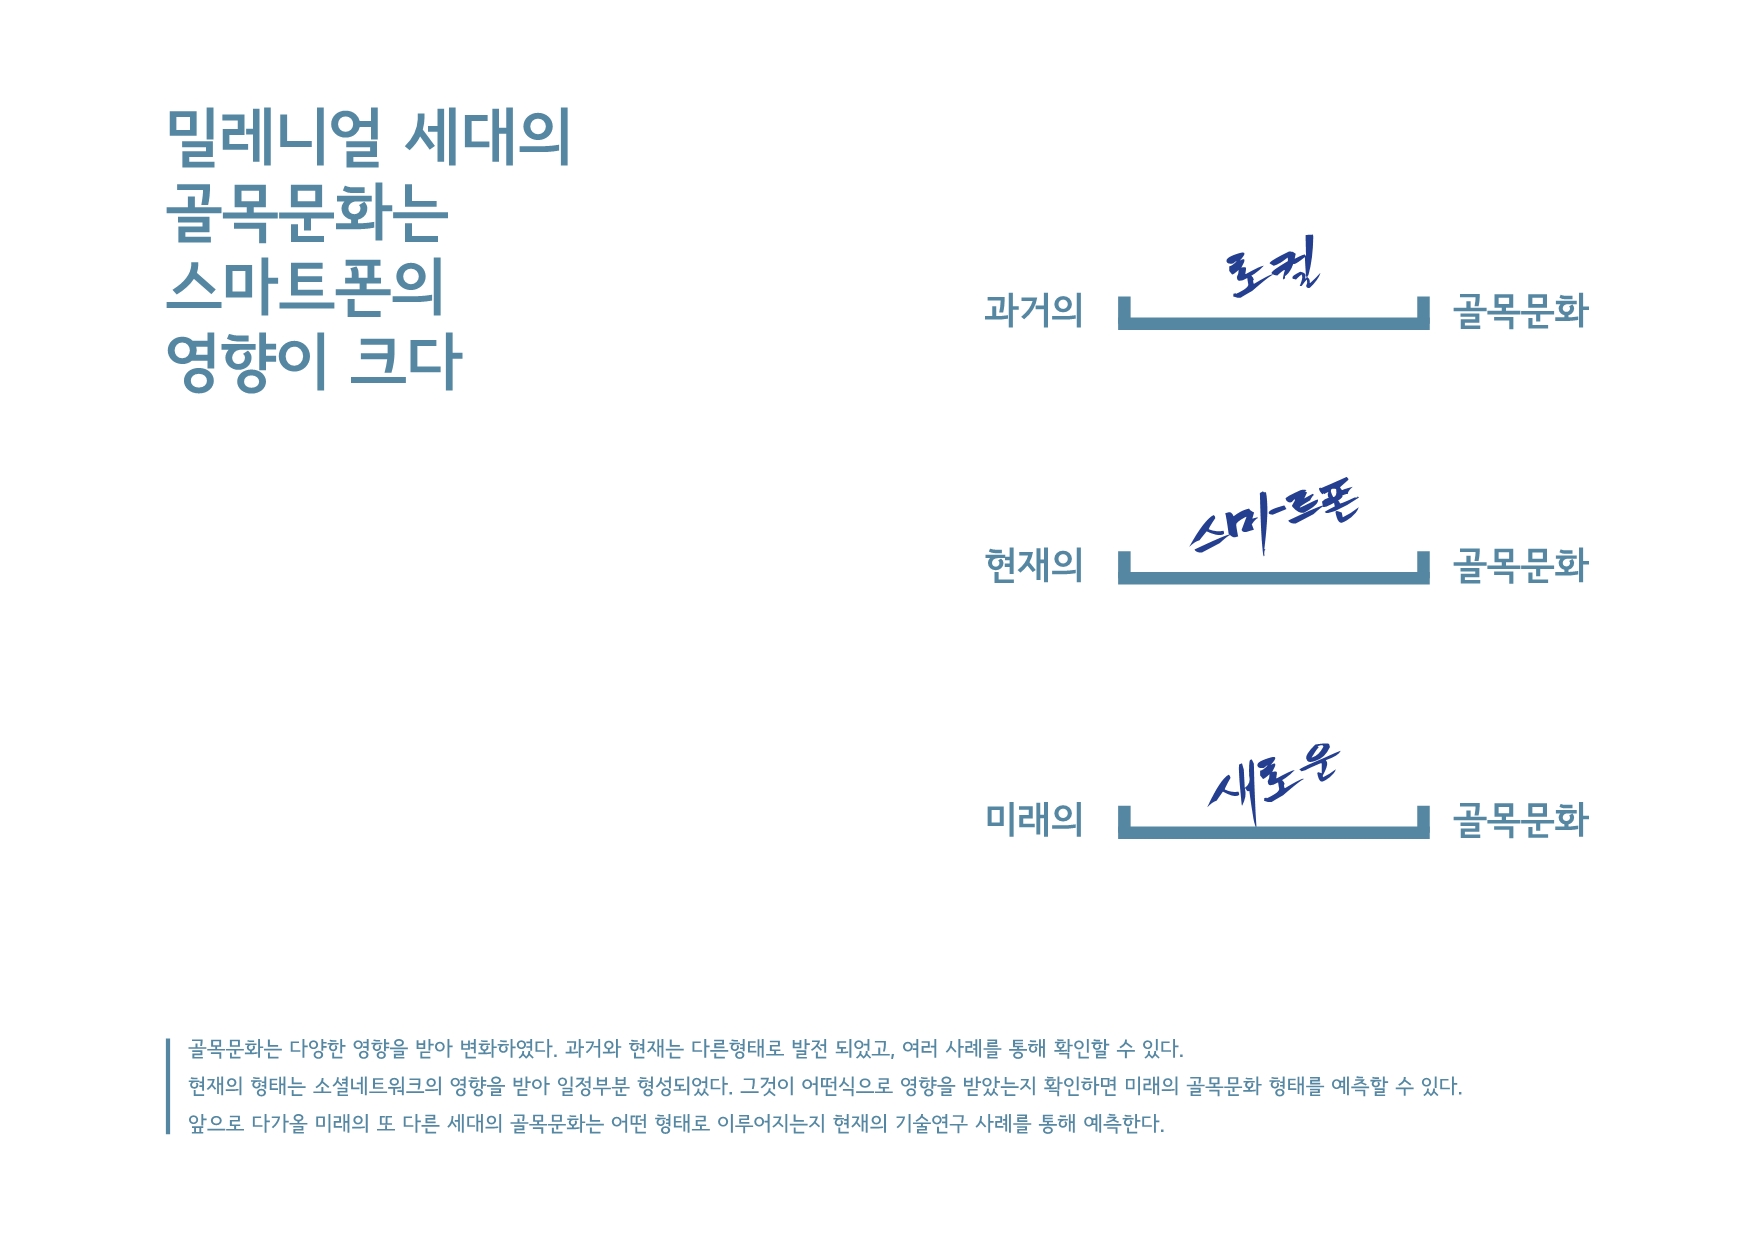 밀레니얼 세대의
골목문화는
스마트폰의
영향이 크다
과거의 로컬 골목문화
현재의 스마트폰 골목문화
미래의 새로운 골목문화
골목문화는 다양한 영향을 받아 변화하였다. 과거와 현재는 다른형태로 발전 되었고, 여러 사례를 통해 확인할 수 있다.
현재의 형태는 소셜네트워크의 영향을 받아 일정부분 형성되었다. 그것이 어떤식으로 영향을 받았는지 확인하면 미래의 골목문화 형태를 예측할 수 있다.
앞으로 다가올 미래의 또 다른 세대의 골목문화는 어떤 형태로 이루어지는지 현재의 기술연구 사례를 통해 예측한다.